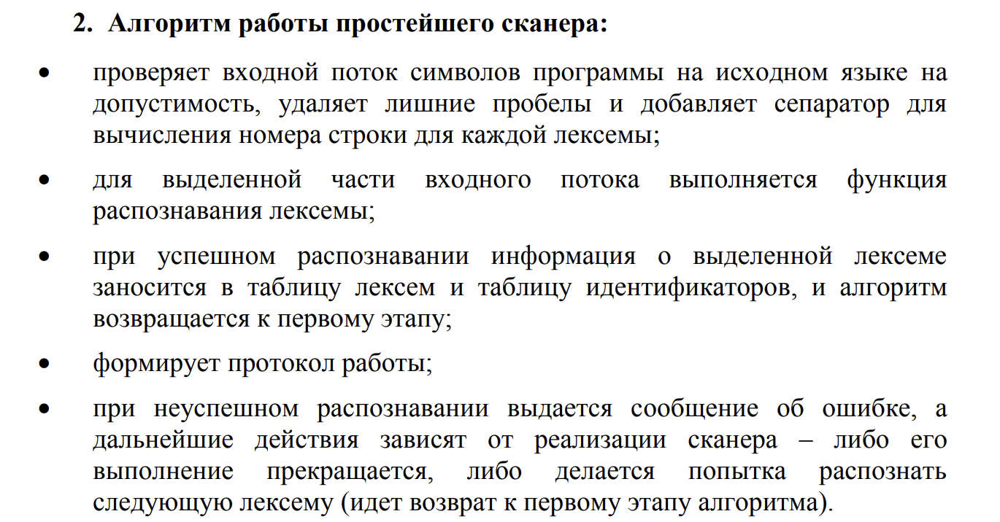 2. Алгоритм работы простейшего сканера:
• проверяет входной поток символов программы на исходном языке на
допустимость, удаляет лишние пробелы и добавляет сепаратор для
вычисления номера строки для каждой лексемы;
• для выделенной части входного потока выполняется функция
распознавания лексемы;
• при успешном распознавании информация о выделенной лексеме
заносится в таблицу лексем и таблицу идентификаторов, и алгоритм
возвращается к первому этапу;
• формирует протокол работы;
• при неуспешном распознавании выдается сообщение об ошибке, а
дальнейшие действия зависят от реализации сканера – либо его
выполнение прекращается, либо делается попытка распознать
следующую лексему (идет возврат к первому этапу алгоритма).